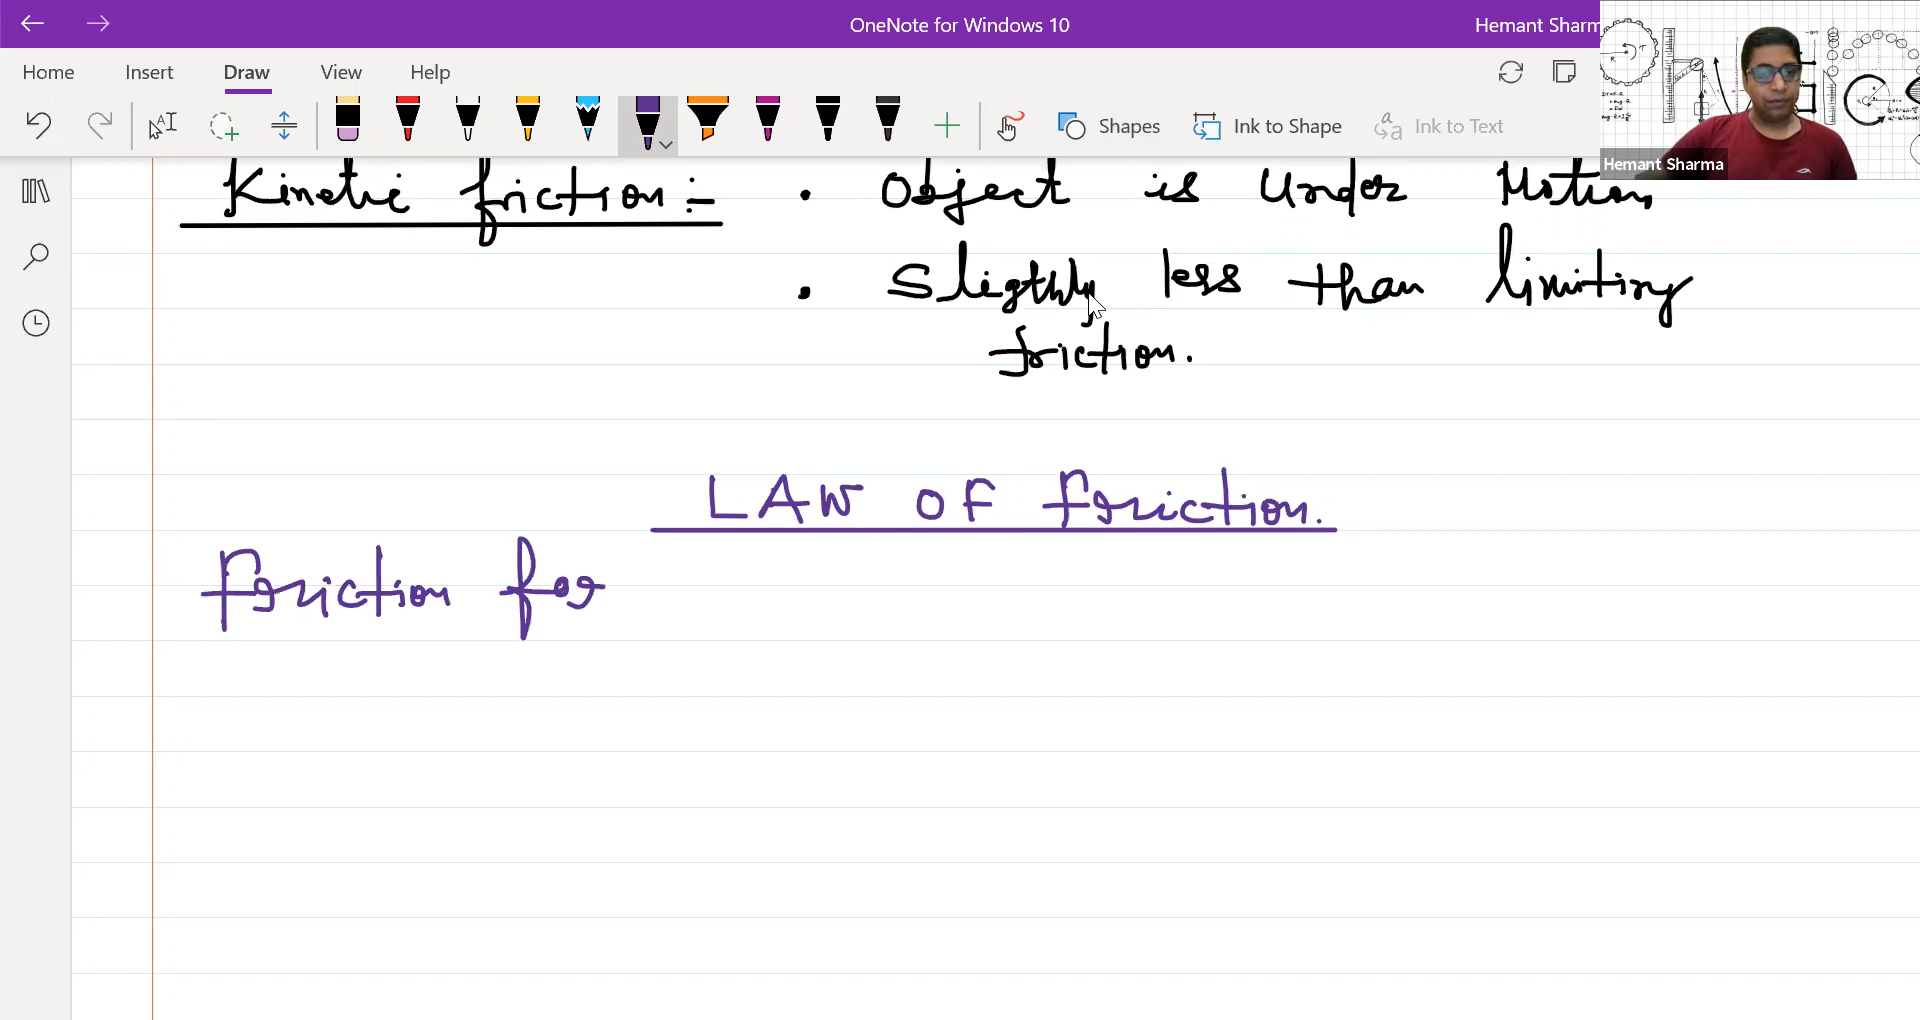 OneNote for Windows 10
Hemant Sharm
Home Insert Draw View Help
Shapes Ink to Shape Ink to Text
Hemant Sharma
Kinetic friction :- • Object is Under Motion,
• Sligthly less than limiting
friction.
LAW OF friction.
friction for